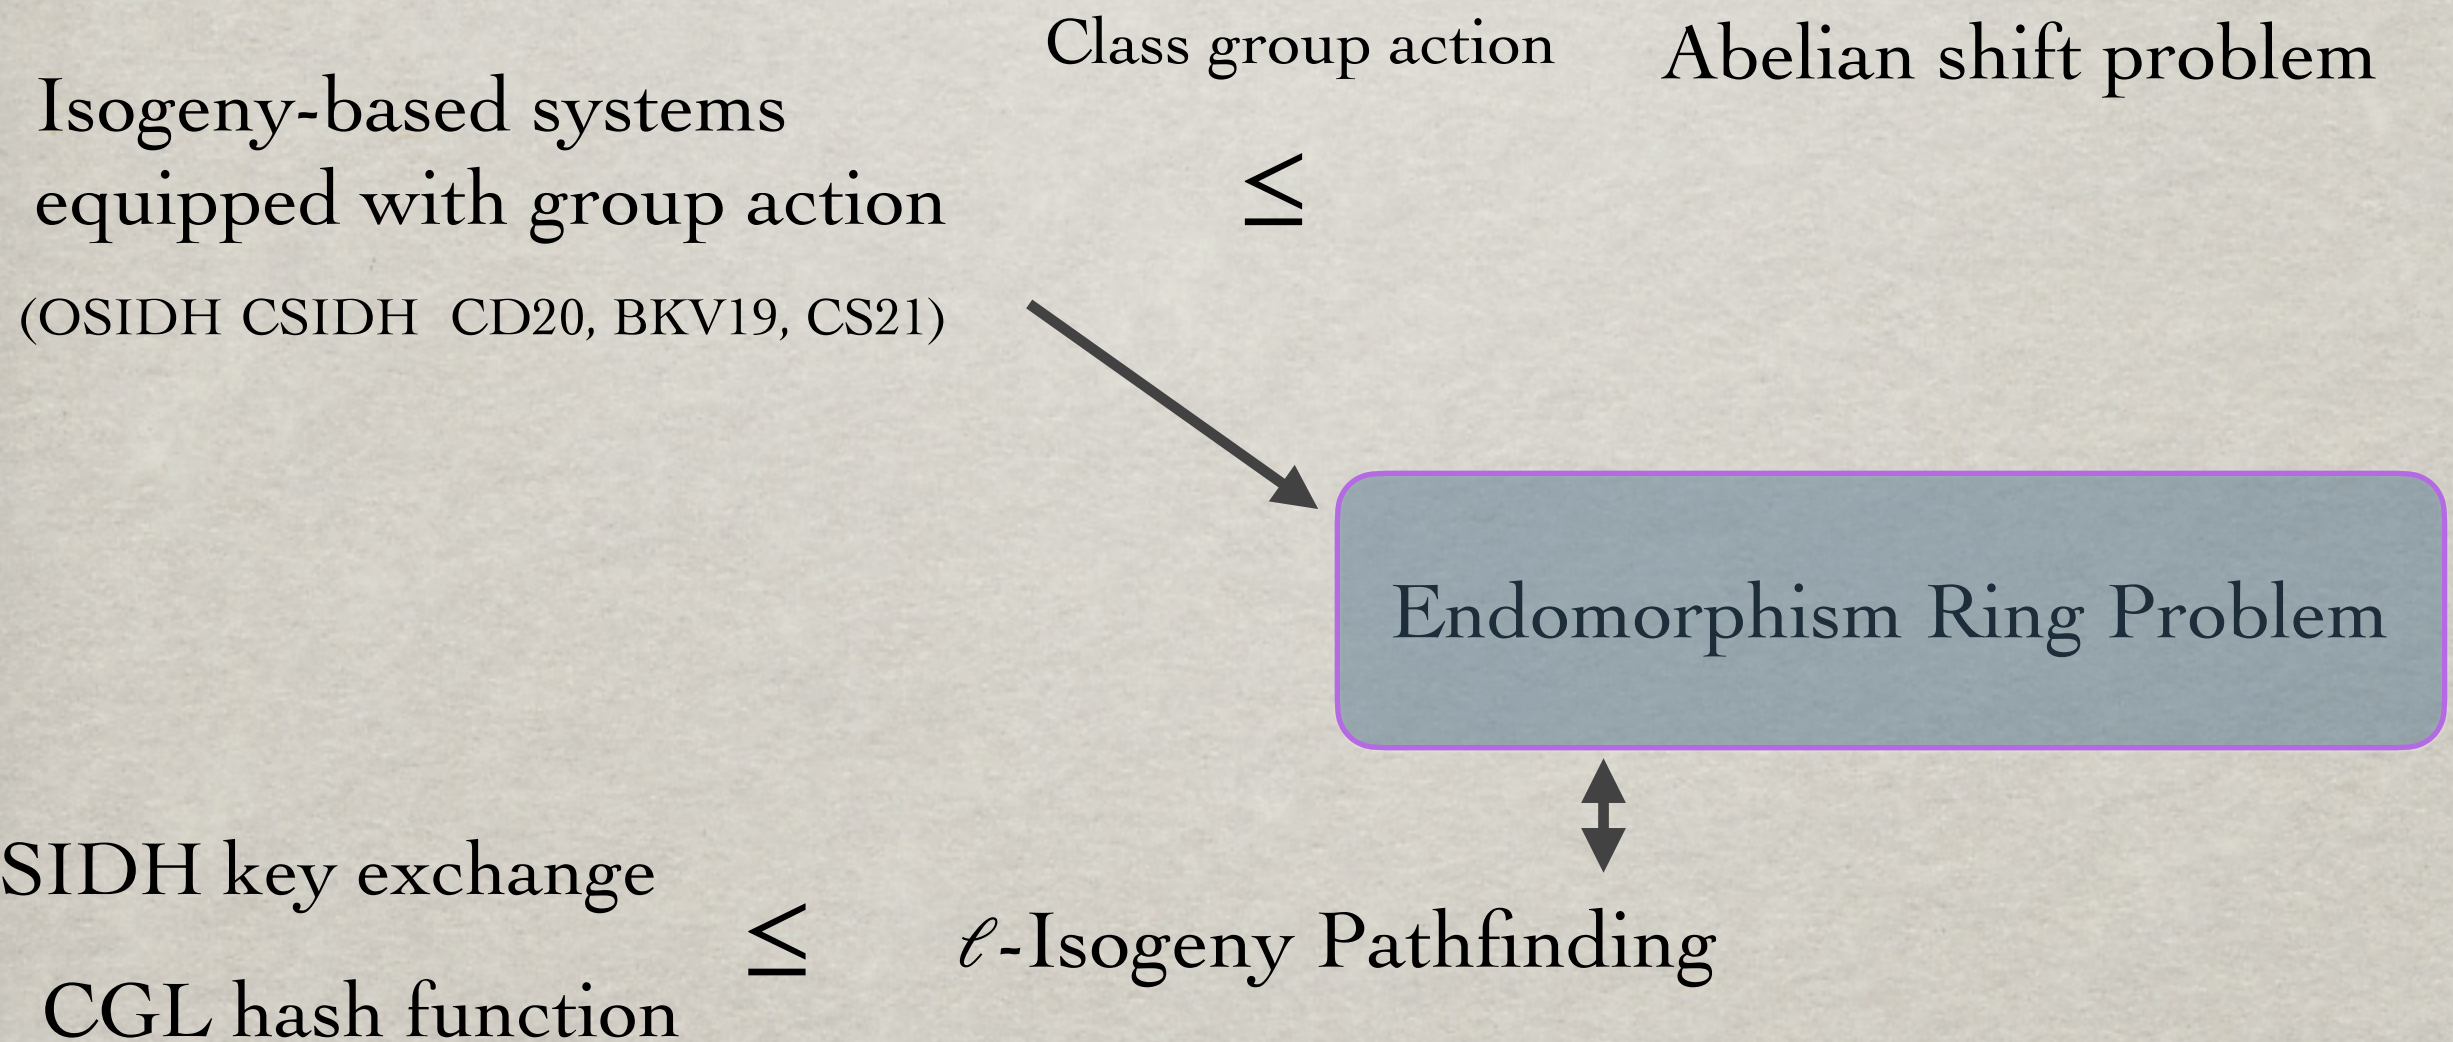 Class group action
Abelian shift problem
Isogeny-based systems
equipped with group action
≤
(OSIDH CSIDH CD20, BKV19, CS21)
Endomorphism Ring Problem
SIDH key exchange
≤
ℓ-Isogeny Pathfinding
CGL hash function